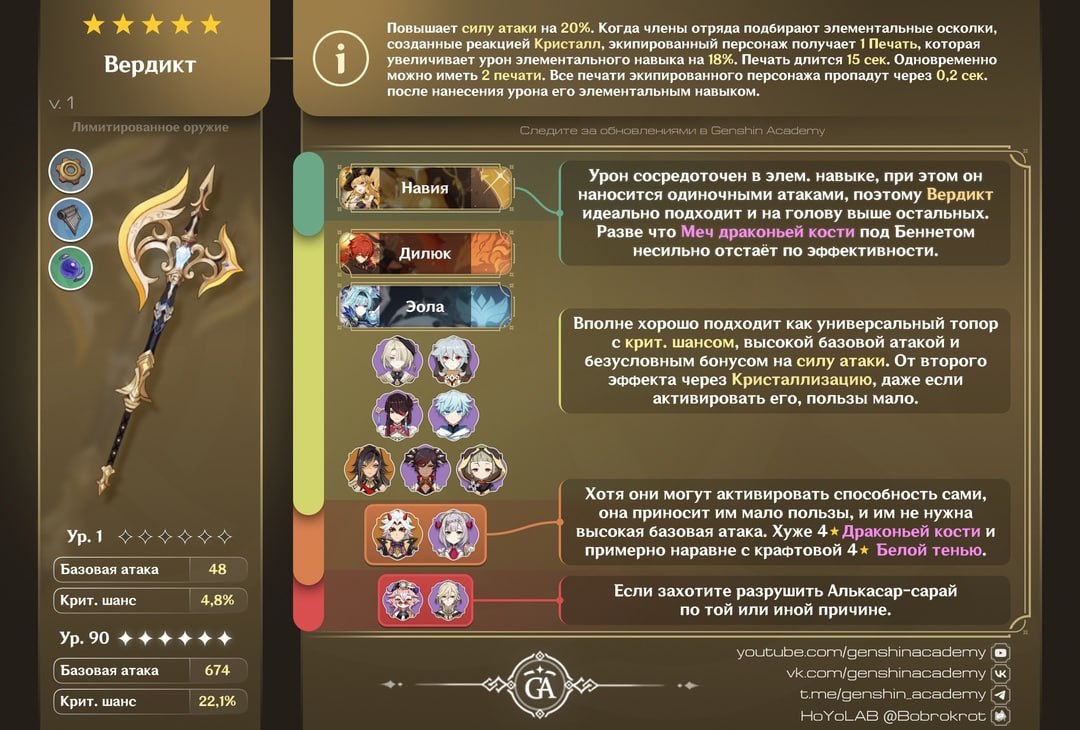 Вердикт
v. 1
Лимитированное оружие
Ур. 1
Базовая атака 48
Крит. шанс 4,8%
Ур. 90
Базовая атака 674
Крит. шанс 22,1%
Повышает силу атаки на 20%. Когда члены отряда подбирают элементальные осколки,
созданные реакцией Кристалл, экипированный персонаж получает 1 Печать, которая
увеличивает урон элементального навыка на 18%. Печать длится 15 сек. Одновременно
можно иметь 2 печати. Все печати экипированного персонажа пропадут через 0,2 сек.
после нанесения урона его элементальным навыком.
Следите за обновлениями в Genshin Academy
Навия
Урон сосредоточен в элем. навыке, при этом он
наносится одиночными атаками, поэтому Вердикт
идеально подходит и на голову выше остальных.
Разве что Меч драконьей кости под Беннетом
несильно отстаёт по эффективности.
Дилюк
Эола
Вполне хорошо подходит как универсальный топор
с крит. шансом, высокой базовой атакой и
безусловным бонусом на силу атаки. От второго
эффекта через Кристаллизацию, даже если
активировать его, пользы мало.
Хотя они могут активировать способность сами,
она приносит им мало пользы, и им не нужна
высокая базовая атака. Хуже 4★ Драконьей кости и
примерно наравне с крафтовой 4★ Белой тенью.
Если захотите разрушить Алькасар-сарай
по той или иной причине.
GA
youtube.com/genshinacademy
vk.com/genshinacademy
t.me/genshin_academy
HoYoLAB @Bobrokrot